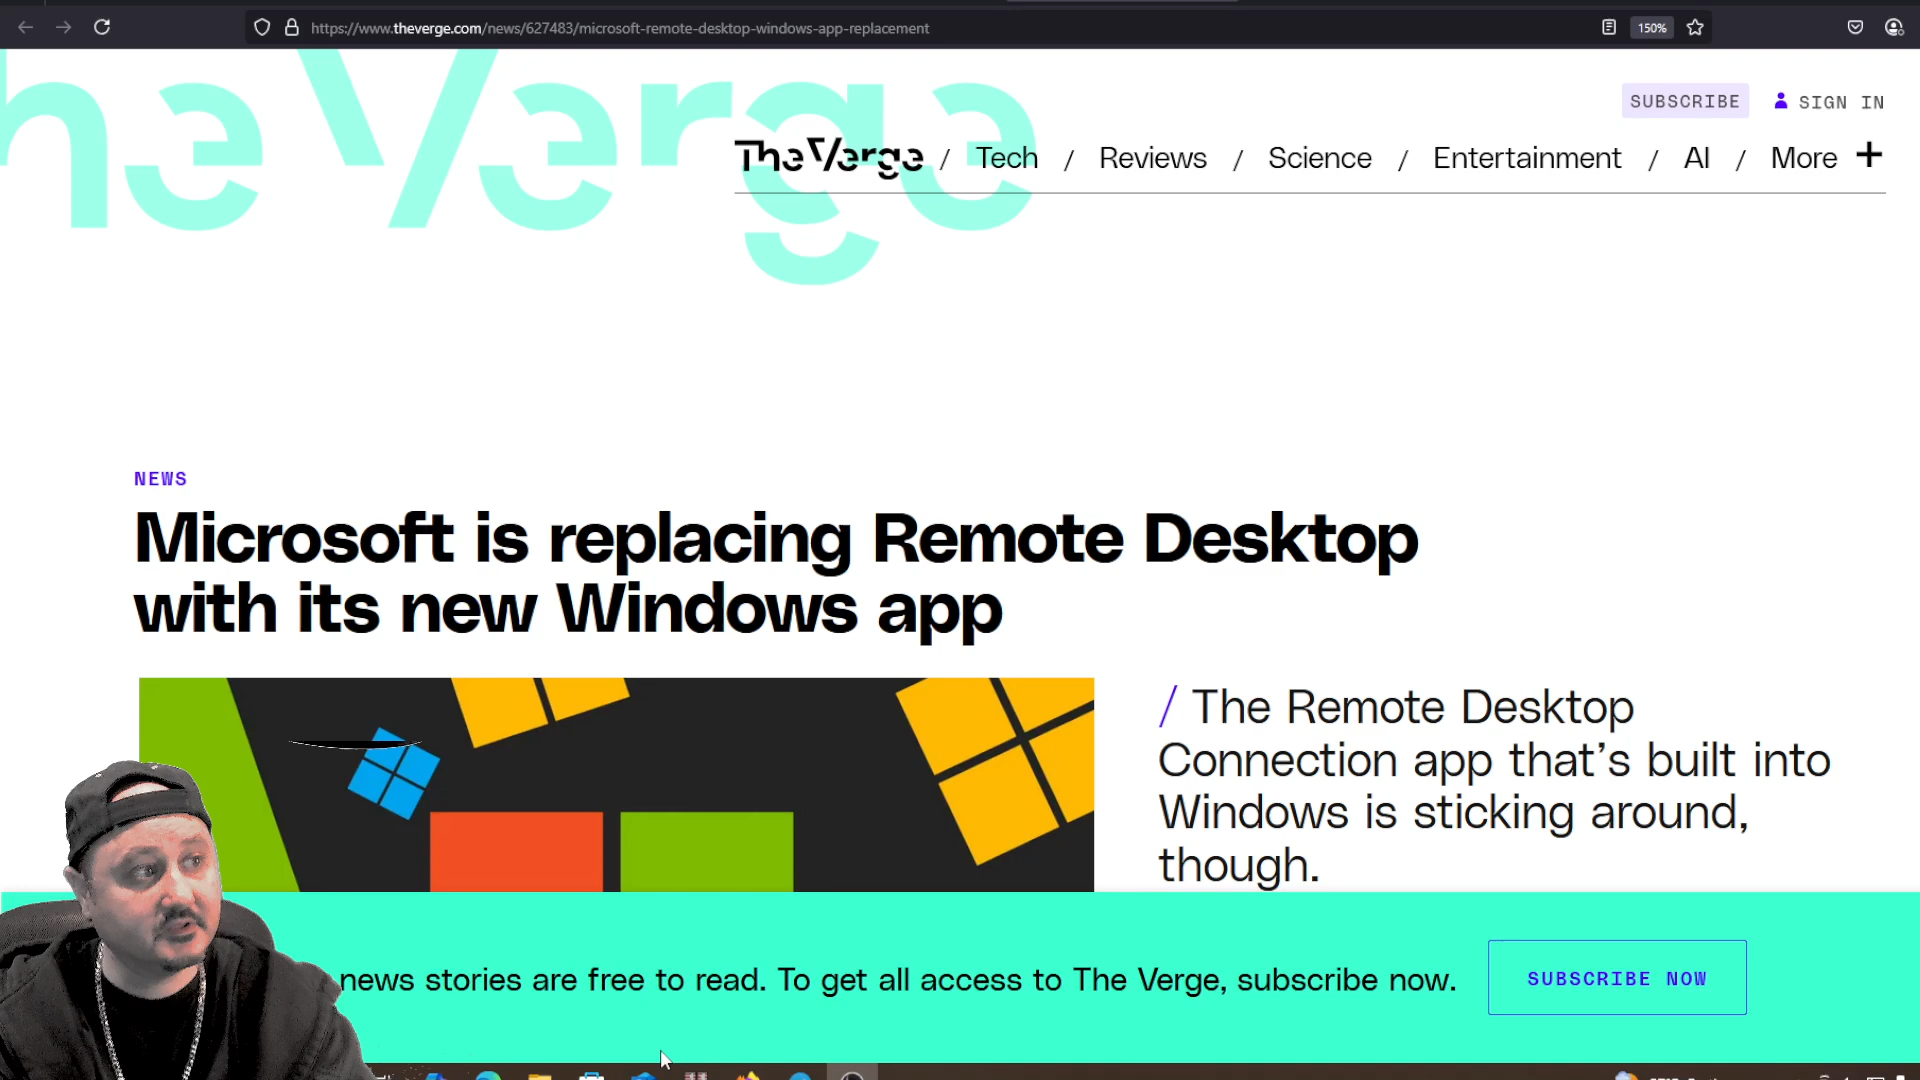 https://www.theverge.com/news/627483/microsoft-remote-desktop-windows-app-replacement
150%
The Verge
SUBSCRIBE
SIGN IN
The Verge / Tech / Reviews / Science / Entertainment / AI / More +
NEWS
Microsoft is replacing Remote Desktop
with its new Windows app
/ The Remote Desktop
Connection app that’s built into
Windows is sticking around,
though.
news stories are free to read. To get all access to The Verge, subscribe now.
SUBSCRIBE NOW